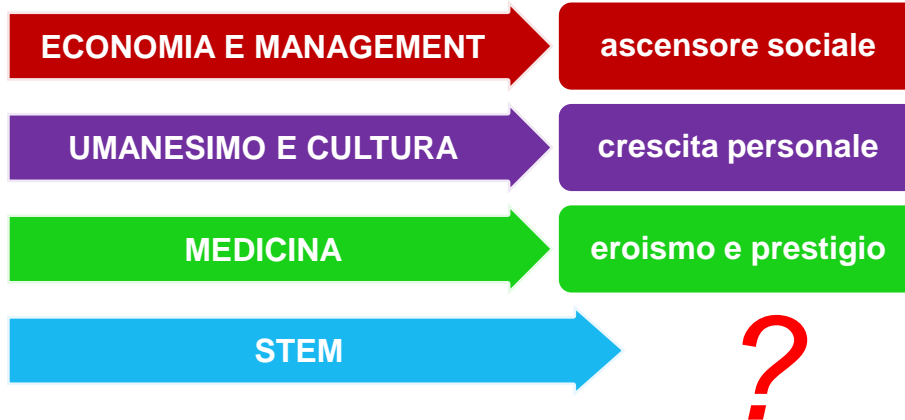 ECONOMIA E MANAGEMENT
ascensore sociale
UMANESIMO E CULTURA
crescita personale
MEDICINA
eroismo e prestigio
STEM
?